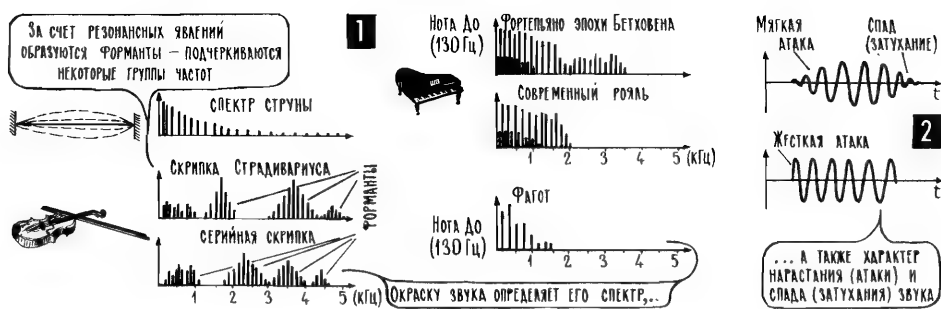 ЗА СЧЕТ РЕЗОНАНСНЫХ ЯВЛЕНИЙ
ОБРАЗУЮТСЯ ФОРМАНТЫ – ПОДЧЕРКИВАЮТСЯ
НЕКОТОРЫЕ ГРУППЫ ЧАСТОТ
1
СПЕКТР СТРУНЫ
СКРИПКА СТРАДИВАРИУСА
ФОРМАНТЫ
СЕРИЙНАЯ СКРИПКА
1 2 3 4 5 (КГЦ)
НОТА ДО
(130 ГЦ)
ФОРТЕПЬЯНО ЭПОХИ БЕТХОВЕНА
СОВРЕМЕННЫЙ РОЯЛЬ
1 2 3 4 5 (КГЦ)
НОТА ДО
(130 ГЦ)
ФАГОТ
1 2 3 4 5
ОКРАСКУ ЗВУКА ОПРЕДЕЛЯЕТ ЕГО СПЕКТР,..
МЯГКАЯ
АТАКА
СПАД
(ЗАТУХАНИЕ)
t
2
ЖЕСТКАЯ АТАКА
t
... А ТАКЖЕ ХАРАКТЕР
НАРАСТАНИЯ (АТАКИ) И
СПАДА (ЗАТУХАНИЯ) ЗВУКА